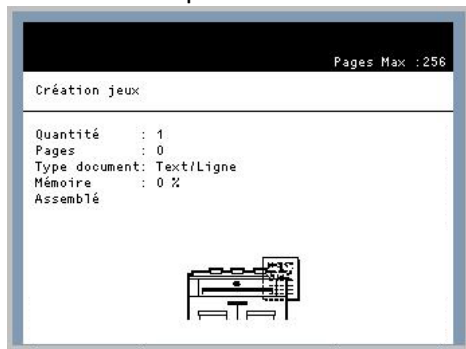 Pages Max :256
Création jeux
Quantité : 1
Pages : 0
Type document: Text/Ligne
Mémoire : 0 %
Assemblé